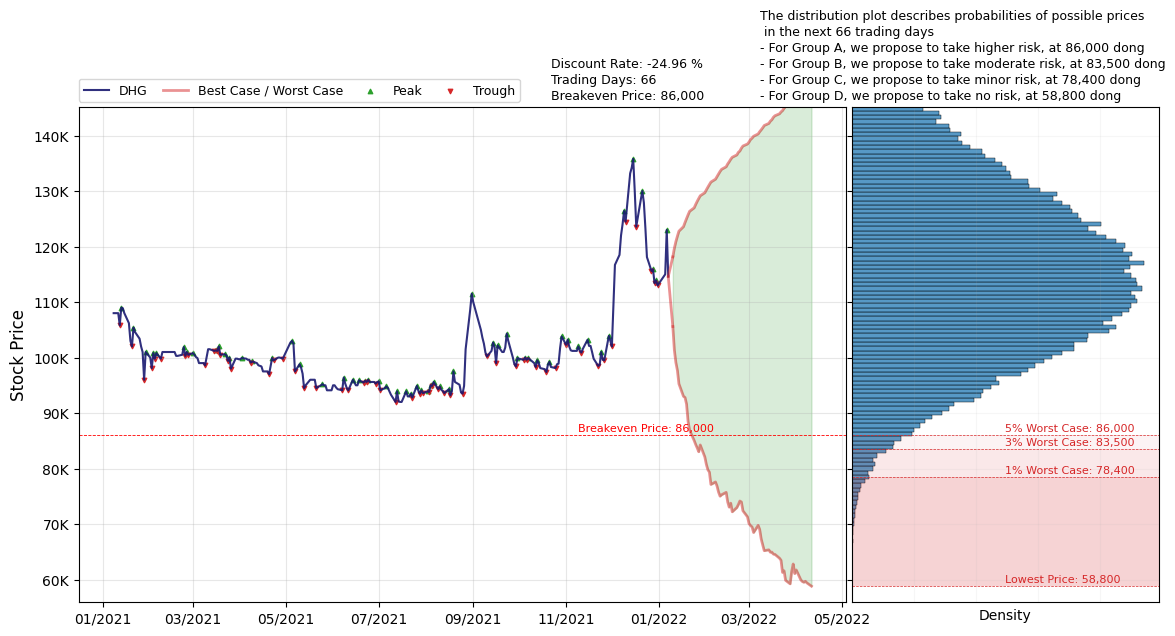 The distribution plot describes probabilities of possible prices
in the next 66 trading days
- For Group A, we propose to take higher risk, at 86,000 dong
- For Group B, we propose to take moderate risk, at 83,500 dong
- For Group C, we propose to take minor risk, at 78,400 dong
- For Group D, we propose to take no risk, at 58,800 dong
Discount Rate: -24.96 %
Trading Days: 66
Breakeven Price: 86,000
DHG
Best Case / Worst Case
Peak
Trough
Stock Price
140K
130K
120K
110K
100K
90K
80K
70K
60K
Breakeven Price: 86,000
5% Worst Case: 86,000
3% Worst Case: 83,500
1% Worst Case: 78,400
Lowest Price: 58,800
01/2021
03/2021
05/2021
07/2021
09/2021
11/2021
01/2022
03/2022
05/2022
Density